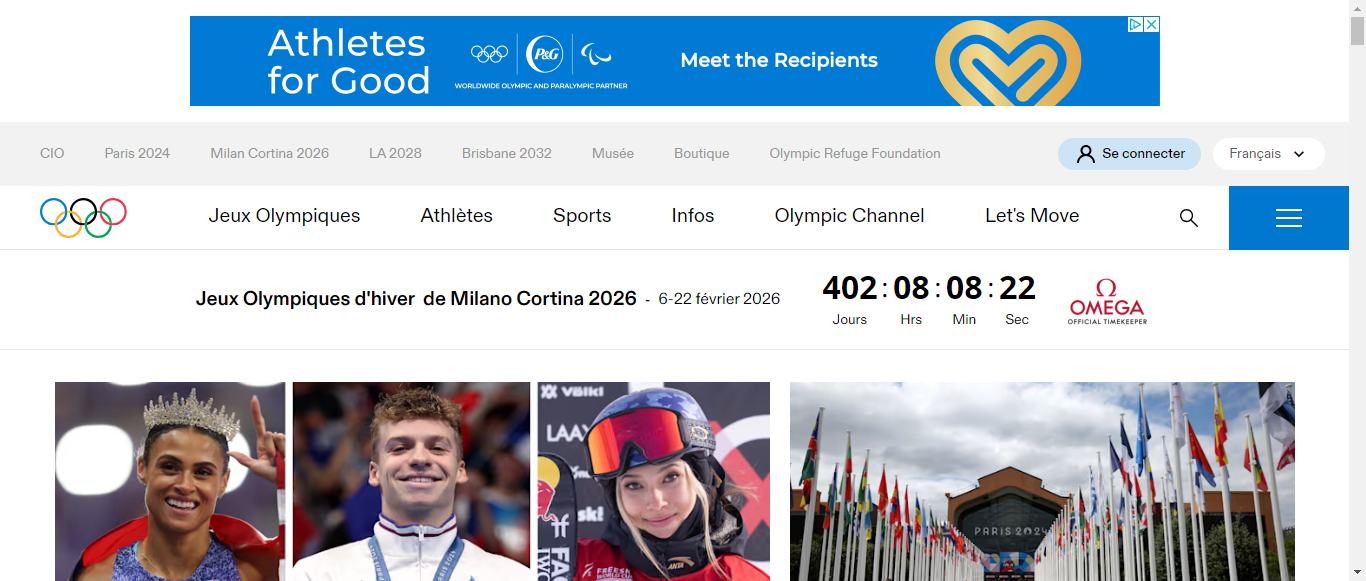 Athletes
for Good
P&G
WORLDWIDE OLYMPIC AND PARALYMPIC PARTNER
Meet the Recipients
CIO
Paris 2024
Milan Cortina 2026
LA 2028
Brisbane 2032
Musée
Boutique
Olympic Refuge Foundation
Se connecter
Français
Jeux Olympiques
Athlètes
Sports
Infos
Olympic Channel
Let's Move
Jeux Olympiques d'hiver de Milano Cortina 2026 - 6-22 février 2026
402 : 08 : 08 : 22
Jours Hrs Min Sec
Ω
OMEGA
OFFICIAL TIMEKEEPER
völkl
LAAX
PARIS 2024